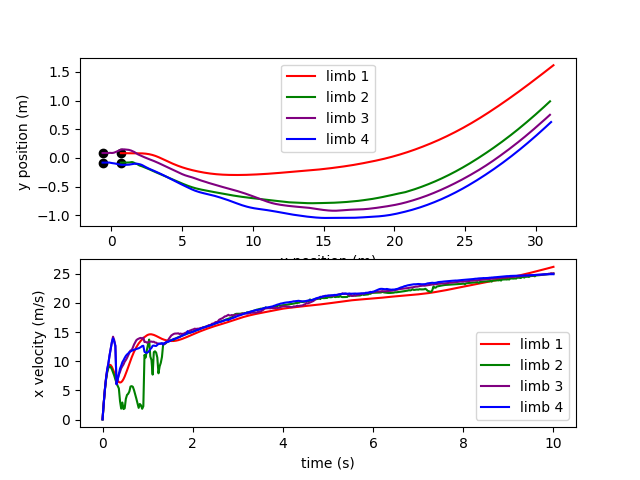 1.5
1.0
0.5
0.0
−0.5
−1.0
y position (m)
limb 1
limb 2
limb 3
limb 4
0 5 10 15 20 25 30
x position (m)
25
20
15
10
5
0
x velocity (m/s)
limb 1
limb 2
limb 3
limb 4
0 2 4 6 8 10
time (s)